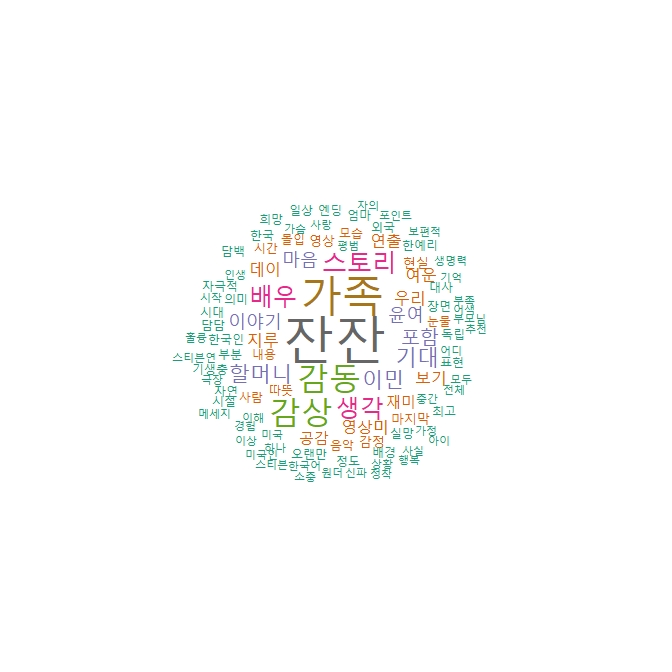 자의
일상 엔딩 엄마 포인트
희망 가슴 사랑 외국
한국 몰입 영상 모습 연출 보편적
담백 시간 평범 한예리
마음 스토리 현실 생명력
인생 데이 여운 기억
자극적 가족 대사
시작 의미 배우 우리 장면 부족
시대 이야기 윤여 어색
담담 잔잔 눈물 부모님
훌륭 한국인 지루 포함 독립 추천
스티븐연 부분 내용 기대 어디
기생충 할머니 감동 이민 표현
극장 보기 모두
자연 사람 따뜻 전체
시절 감상 생각 재미 중간
메세지 이해 마지막 최고
경험 영상미 가정
이상 미국 공감 음악 감정 실망 아이
미국인 하나 오랜만 배경 사실
스티븐 한국어 정도 상황 행복
소중 원더 신파 정작